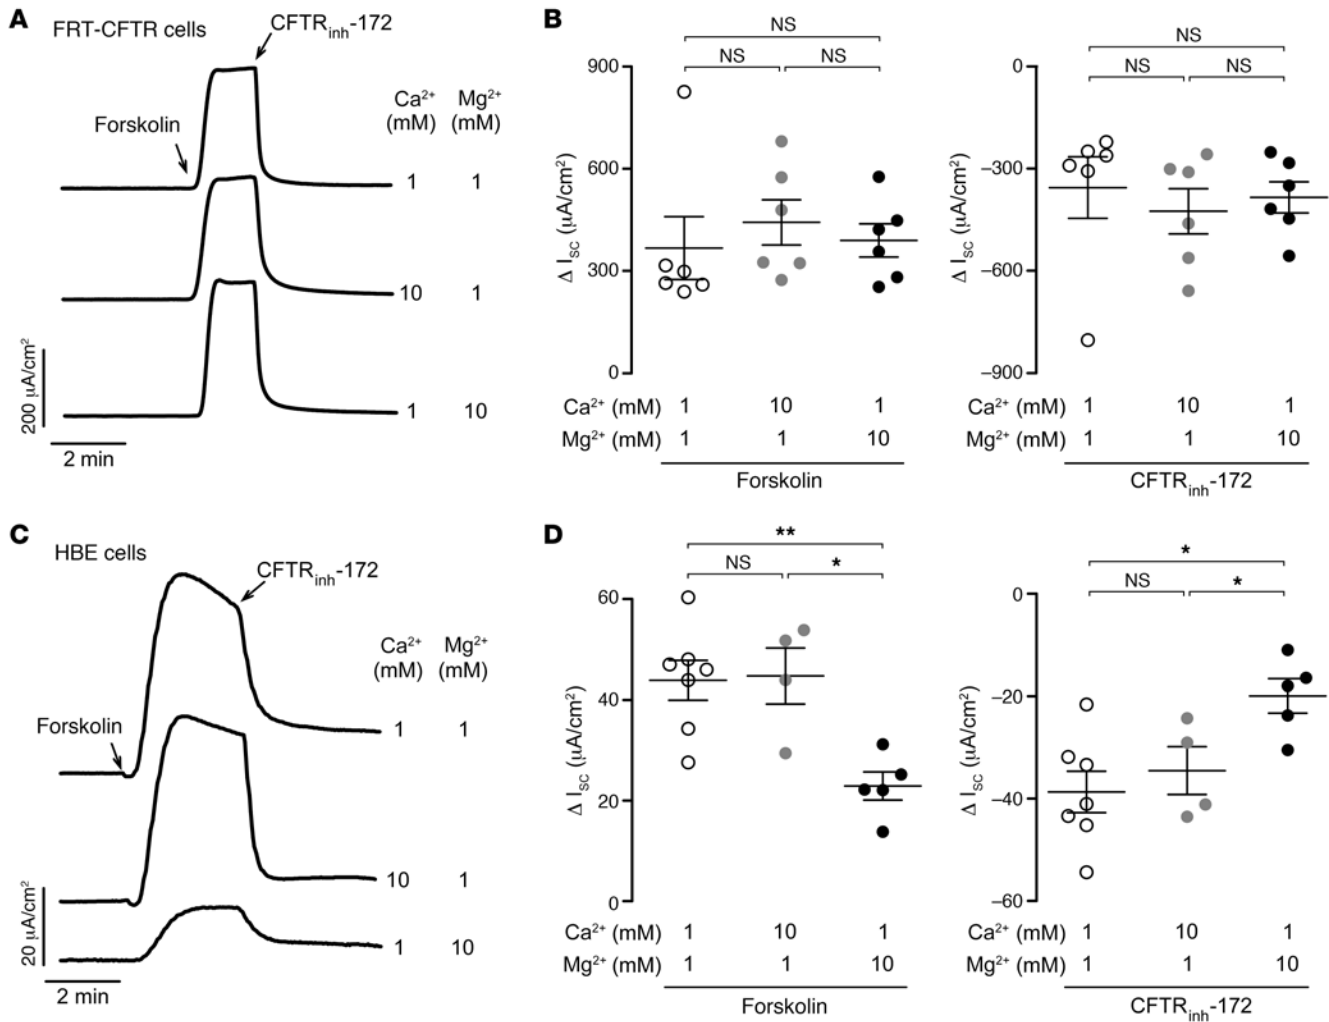 A
FRT-CFTR cells
CFTRinh-172
Forskolin
Ca2+ Mg2+
(mM) (mM)
1 1
10 1
1 10
200 μA/cm2
2 min
B
NS
NS NS
900
600
300
0
Δ ISC (μA/cm2)
Ca2+ (mM) 1 10 1
Mg2+ (mM) 1 1 10
Forskolin
NS
NS NS
0
–300
–600
–900
Δ ISC (μA/cm2)
Ca2+ (mM) 1 10 1
Mg2+ (mM) 1 1 10
CFTRinh-172
C
HBE cells
CFTRinh-172
Forskolin
Ca2+ Mg2+
(mM) (mM)
1 1
10 1
1 10
20 μA/cm2
2 min
D
**
NS *
60
40
20
0
Δ ISC (μA/cm2)
Ca2+ (mM) 1 10 1
Mg2+ (mM) 1 1 10
Forskolin
*
NS *
0
–20
–40
–60
Δ ISC (μA/cm2)
Ca2+ (mM) 1 10 1
Mg2+ (mM) 1 1 10
CFTRinh-172